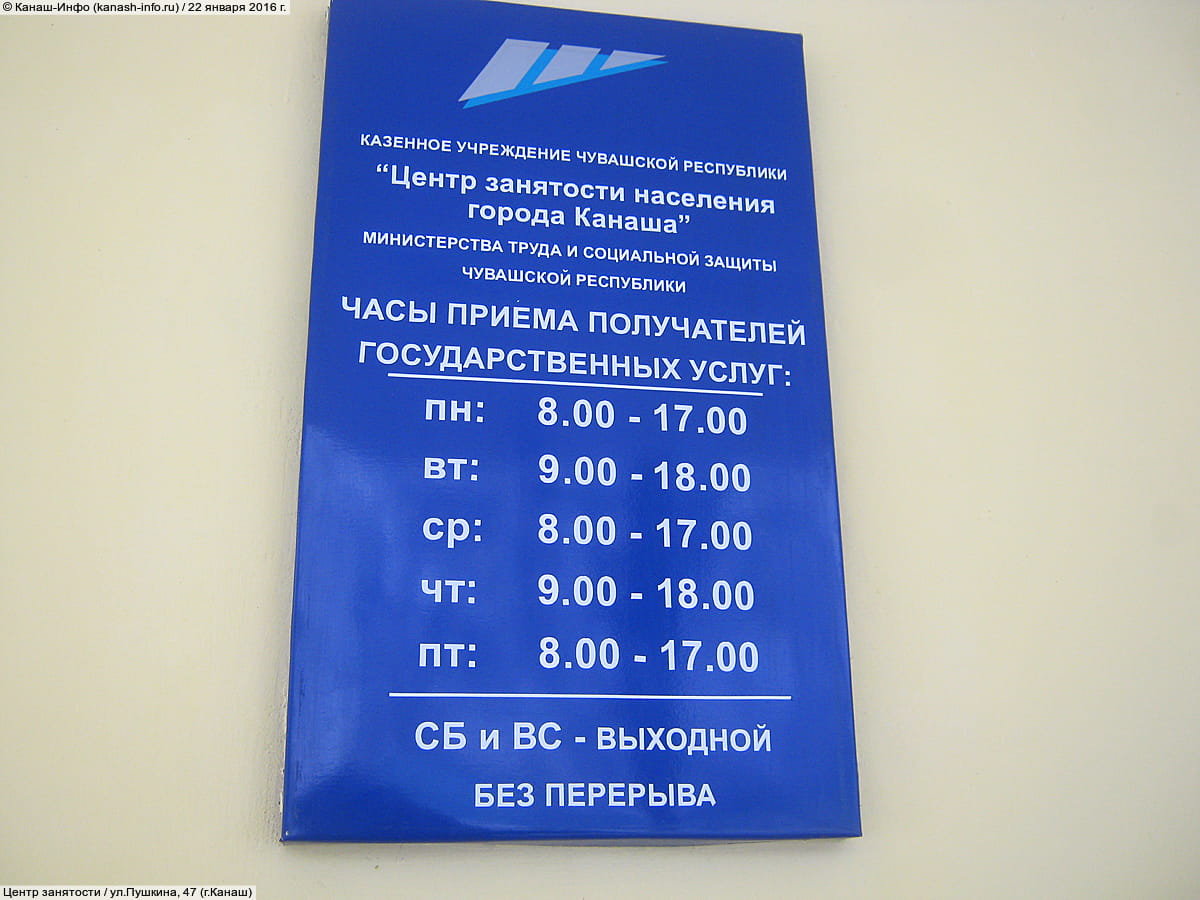 © Канаш-Инфо (kanash-info.ru) / 22 января 2016 г.
КАЗЕННОЕ УЧРЕЖДЕНИЕ ЧУВАШСКОЙ РЕСПУБЛИКИ
“Центр занятости населения
города Канаша”
МИНИСТЕРСТВА ТРУДА И СОЦИАЛЬНОЙ ЗАЩИТЫ
ЧУВАШСКОЙ РЕСПУБЛИКИ
ЧАСЫ ПРИЕМА ПОЛУЧАТЕЛЕЙ
ГОСУДАРСТВЕННЫХ УСЛУГ:
пн: 8.00 - 17.00
вт: 9.00 - 18.00
ср: 8.00 - 17.00
чт: 9.00 - 18.00
пт: 8.00 - 17.00
СБ и ВС - ВЫХОДНОЙ
БЕЗ ПЕРЕРЫВА
Центр занятости / ул.Пушкина, 47 (г.Канаш)